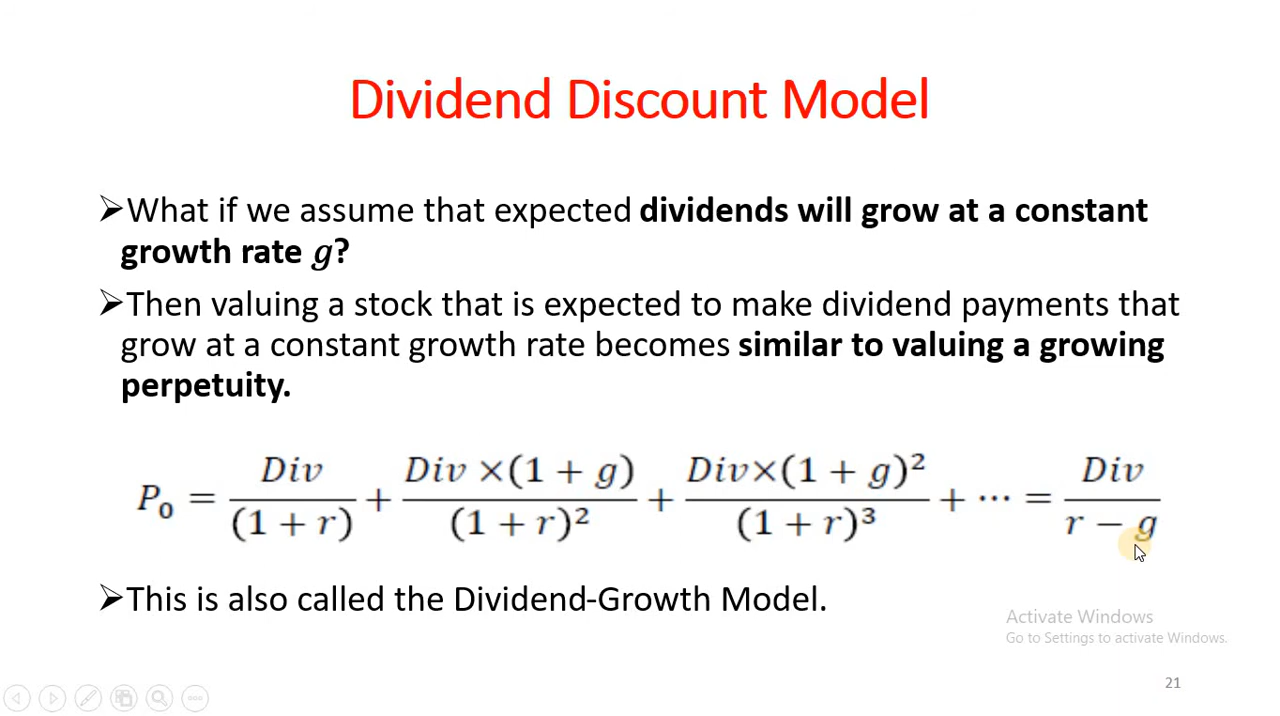 Dividend Discount Model
➢What if we assume that expected dividends will grow at a constant
growth rate g?
➢Then valuing a stock that is expected to make dividend payments that
grow at a constant growth rate becomes similar to valuing a growing
perpetuity.
P₀ = Div/(1 + r) + Div ×(1 + g)/(1 + r)² + Div×(1 + g)²/(1 + r)³ + ⋯ = Div/(r − g)
➢This is also called the Dividend-Growth Model.
Activate Windows
Go to Settings to activate Windows.
21